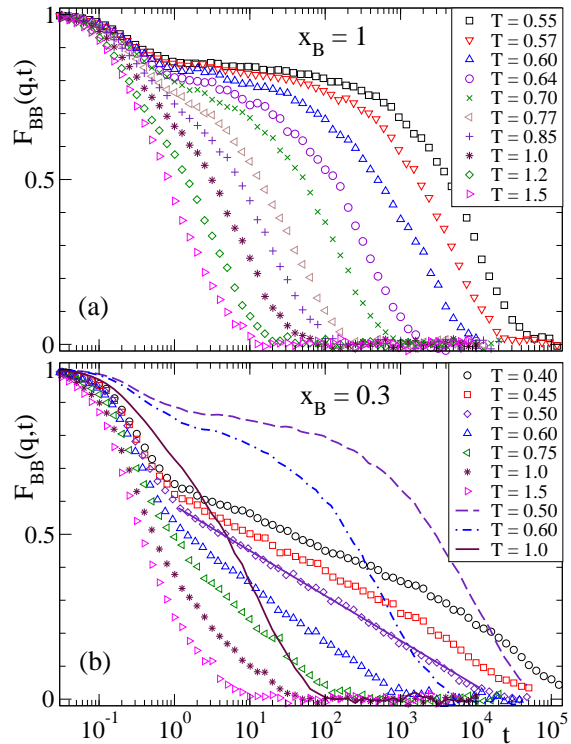 1
x_B = 1
T = 0.55
T = 0.57
T = 0.60
T = 0.64
T = 0.70
T = 0.77
T = 0.85
T = 1.0
T = 1.2
T = 1.5
F_BB(q,t)
0.5
(a)
0
1
x_B = 0.3
T = 0.40
T = 0.45
T = 0.50
T = 0.60
T = 0.75
T = 1.0
T = 1.5
T = 0.50
T = 0.60
T = 1.0
F_BB(q,t)
0.5
(b)
0
10^-1 10^0 10^1 10^2 10^3 10^4 t 10^5